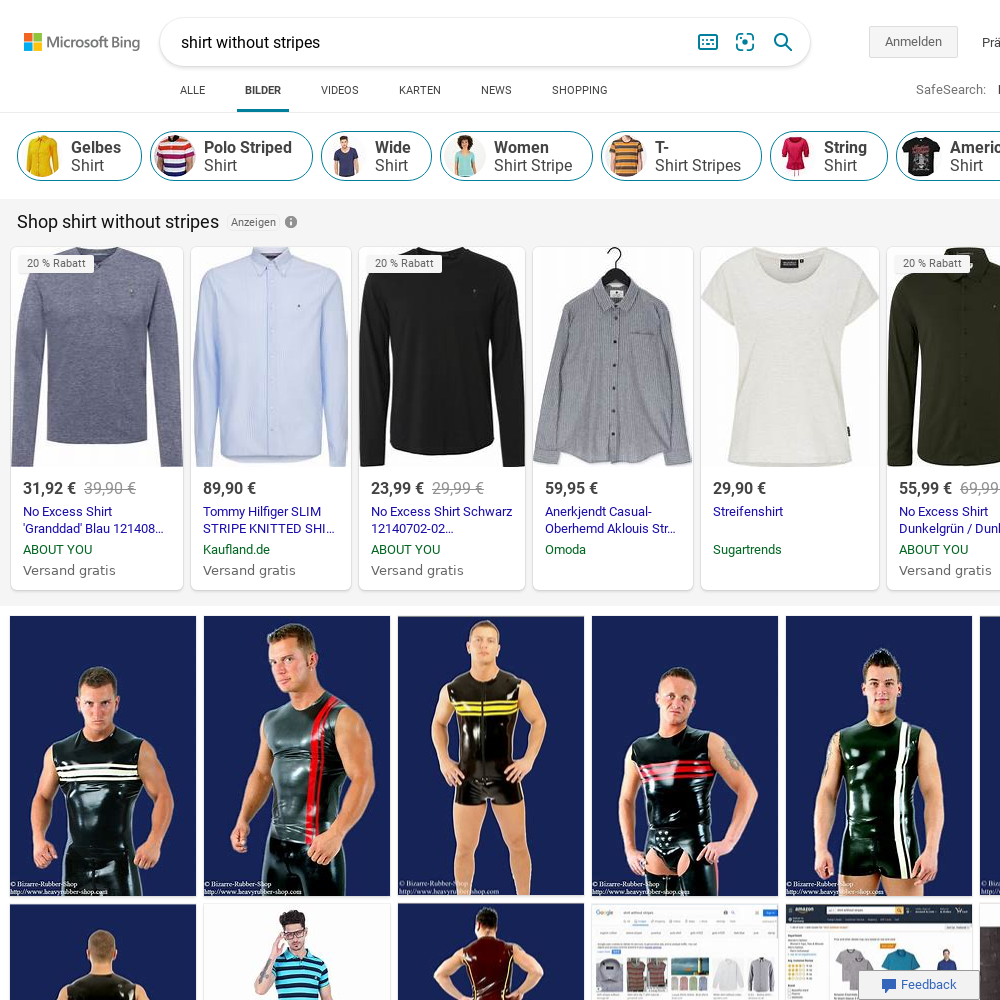 Microsoft Bing
shirt without stripes
Anmelden
Prä
ALLE
BILDER
VIDEOS
KARTEN
NEWS
SHOPPING
SafeSearch:
Gelbes
Shirt
Polo Striped
Shirt
Wide
Shirt
Women
Shirt Stripe
T-
Shirt Stripes
String
Shirt
Americ
Shirt
Shop shirt without stripes
Anzeigen
20 % Rabatt
20 % Rabatt
20 % Rabatt
31,92 € 39,90 €
No Excess Shirt
'Granddad' Blau 121408...
ABOUT YOU
Versand gratis
89,90 €
Tommy Hilfiger SLIM
STRIPE KNITTED SHI...
Kaufland.de
Versand gratis
23,99 € 29,99 €
No Excess Shirt Schwarz
12140702-02...
ABOUT YOU
Versand gratis
59,95 €
Anerkjendt Casual-
Oberhemd Aklouis Str...
Omoda
29,90 €
Streifenshirt
Sugartrends
55,99 € 69,99
No Excess Shirt
Dunkelgrün / Dunl
ABOUT YOU
Versand gratis
© Bizarre-Rubber-Shop
http://www.heavyrubber-shop.com
© Bizarre-Rubber-Shop
http://www.heavyrubber-shop.com
© Bizarre-Rubber-Shop
http://www.heavyrubber-shop.com
© Bizarre-Rubber-Shop
http://www.heavyrubber-shop.com
© Bizarre-Rubber-Shop
http://www.heavyrubber-shop.com
Google
shirt without stripes
amazon
Feedback